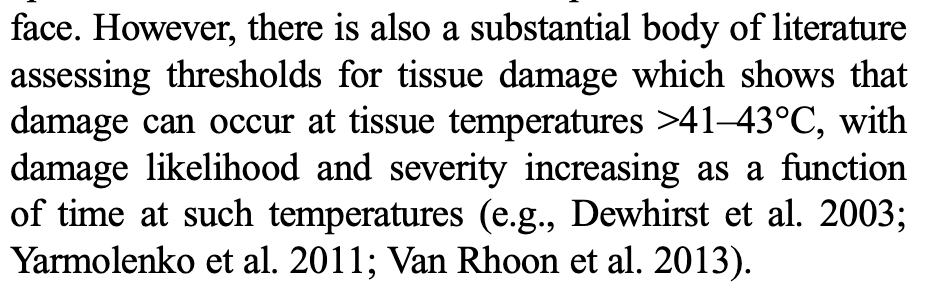 face. However, there is also a substantial body of literature
assessing thresholds for tissue damage which shows that
damage can occur at tissue temperatures >41–43°C, with
damage likelihood and severity increasing as a function
of time at such temperatures (e.g., Dewhirst et al. 2003;
Yarmolenko et al. 2011; Van Rhoon et al. 2013).